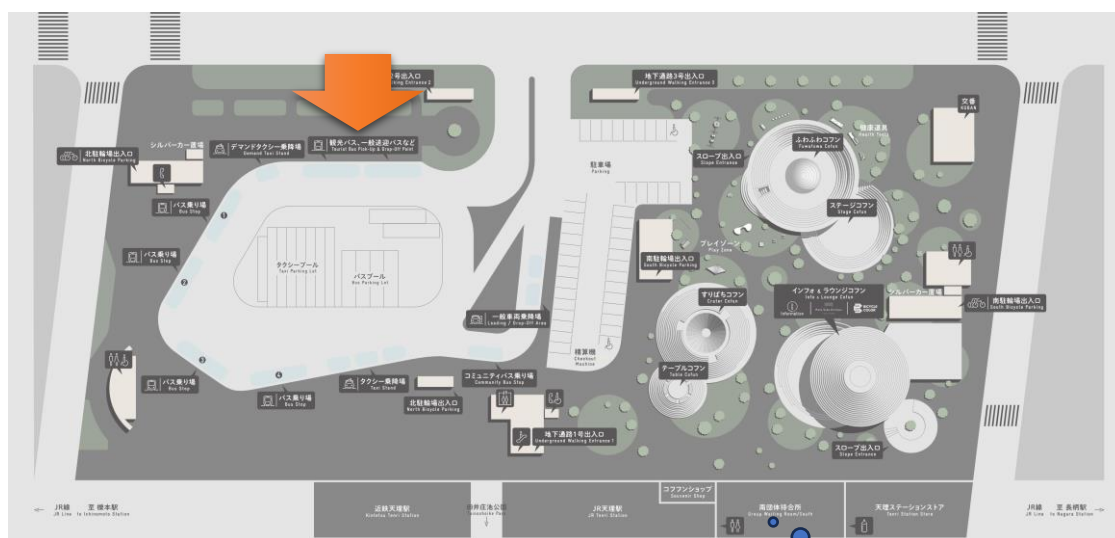 2号出入口
king Entrance 2
地下通路3号出入口
Underground Walking Entrance 3
交番
KOBAN
健康遊具
Health Tools
シルバーカー置場
デマンドタクシー乗降場
Demand Taxi Stand
観光バス、一般送迎バスなど
Tourist Bus Pick-Up & Drop-Off Point
北駐輪場出入口
North Bicycle Parking
駐車場
Parking
スロープ出入口
Slope Entrance
ふわふわコフン
Fuwafuwa Cofun
バス乗り場
Bus Stop
1
ステージコフン
Stage Cofun
バス乗り場
Bus Stop
2
タクシープール
Taxi Parking Lot
バスプール
Bus Parking Lot
南駐輪場出入口
South Bicycle Parking
プレイゾーン
Play Zone
すりばちコフン
Crater Cofun
インフォ & ラウンジコフン
Info & Lounge Cofun
Information
BICYCLE COLOR
シルバーカー置場
南駐輪場出入口
South Bicycle Parking
一般車両乗降場
Loading / Drop-Off Area
精算機
Checkout Machine
3
バス乗り場
Bus Stop
4
バス乗り場
Bus Stop
タクシー乗降場
Taxi Stand
コミュニティバス乗り場
Community Bus Stop
テーブルコフン
Table Cofun
北駐輪場出入口
North Bicycle Parking
地下通路1号出入口
Underground Walking Entrance 1
スロープ出入口
Slope Entrance
← JR線 至 櫟本駅
JR Line to Ichinomoto Station
近鉄天理駅
Kintetsu Tenri Station
田井庄池公園
Tainoshoike Park
JR天理駅
JR Tenri Station
コフフンショップ
Souvenir Shop
南団体待合所
Group Waiting Room/South
天理ステーションストア
Tenri Station Store
JR線 至 長柄駅 →
JR Line to Nagara Station